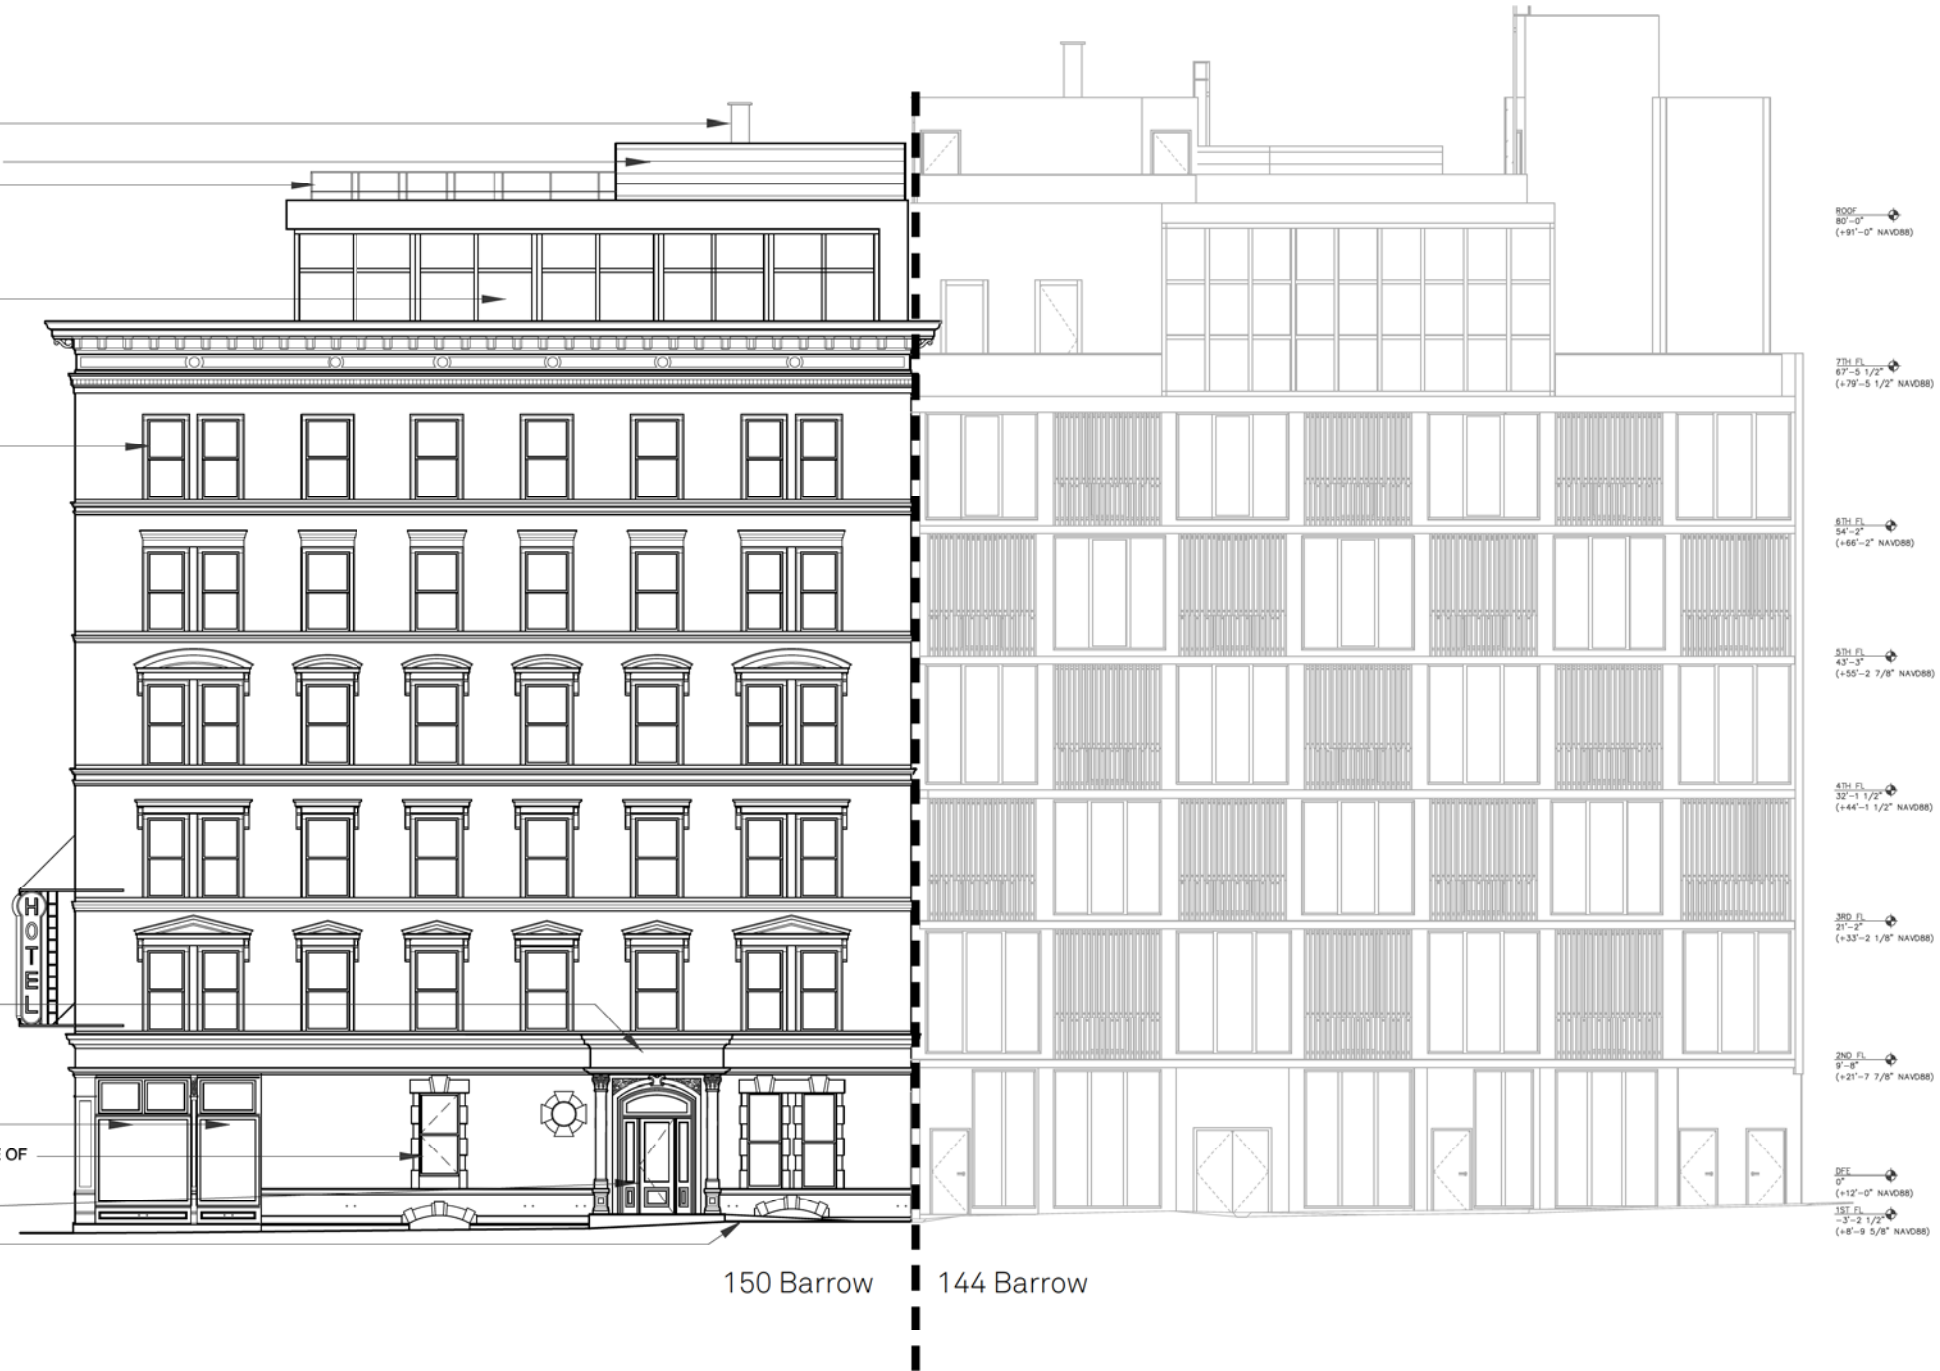 ROOF
80'-0"
(+91'-0" NAVD88)
7TH FL
67'-5 1/2"
(+79'-5 1/2" NAVD88)
6TH FL
54'-2"
(+66'-2" NAVD88)
5TH FL
43'-3"
(+55'-2 7/8" NAVD88)
4TH FL
32'-1 1/2"
(+44'-1 1/2" NAVD88)
HOTEL
3RD FL
21'-2"
(+33'-2 1/8" NAVD88)
2ND FL
9'-8"
(+21'-7 7/8" NAVD88)
OF
DFE
0"
(+12'-0" NAVD88)
1ST FL
-3'-2 1/2"
(+8'-9 5/8" NAVD88)
150 Barrow
144 Barrow